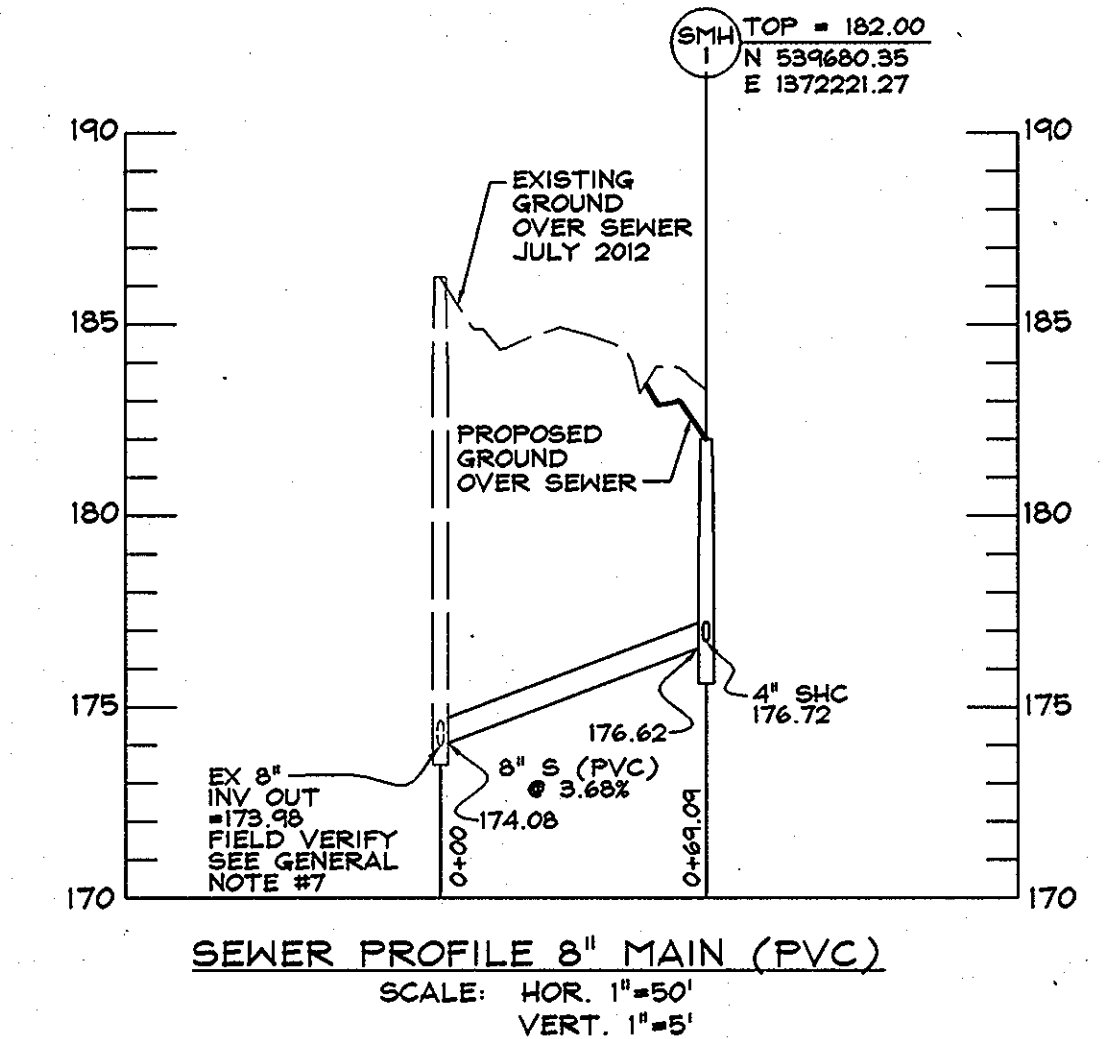 SMH
1
TOP = 182.00
N 539680.35
E 1372221.27
190
190
EXISTING
GROUND
OVER SEWER
JULY 2012
185
185
PROPOSED
GROUND
OVER SEWER
180
180
175
175
4" SHC
176.72
176.62
8" S (PVC)
@ 3.68%
174.08
EX 8"
INV OUT
=173.98
FIELD VERIFY
SEE GENERAL
NOTE #7
0+00
0+69.09
170
170
SEWER PROFILE 8" MAIN (PVC)
SCALE: HOR. 1"=50'
VERT. 1"=5'